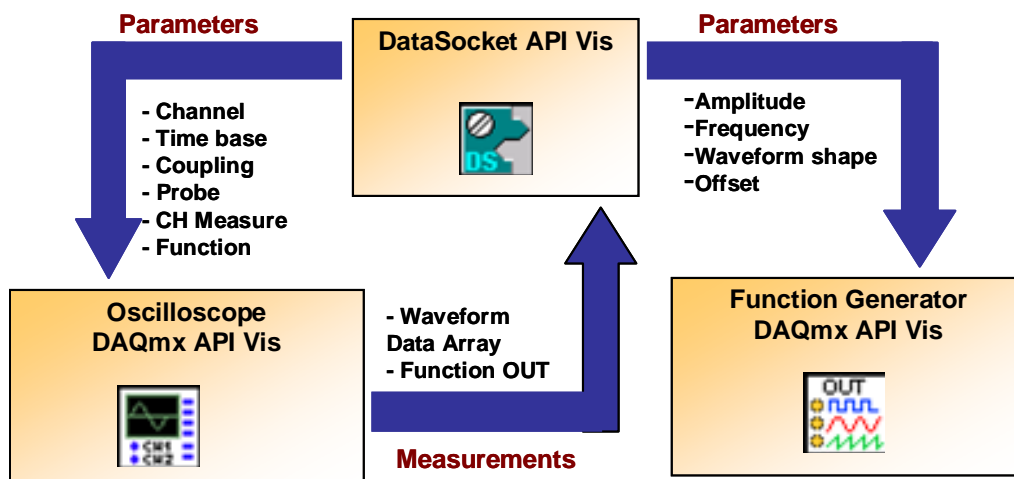 Parameters
DataSocket API Vis
DS
Parameters
- Channel
- Time base
- Coupling
- Probe
- CH Measure
- Function
-Amplitude
-Frequency
-Waveform shape
-Offset
Oscilloscope
DAQmx API Vis
CH1
CH2
- Waveform
Data Array
- Function OUT
Measurements
Function Generator
DAQmx API Vis
OUT